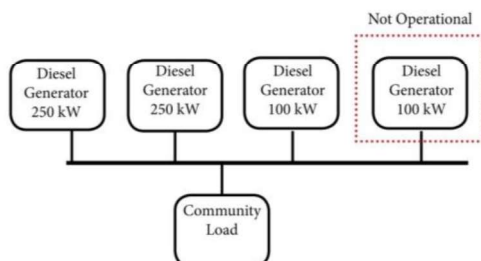 Not Operational
Diesel
Generator
250 kW
Diesel
Generator
250 kW
Diesel
Generator
100 kW
Diesel
Generator
100 kW
Community
Load